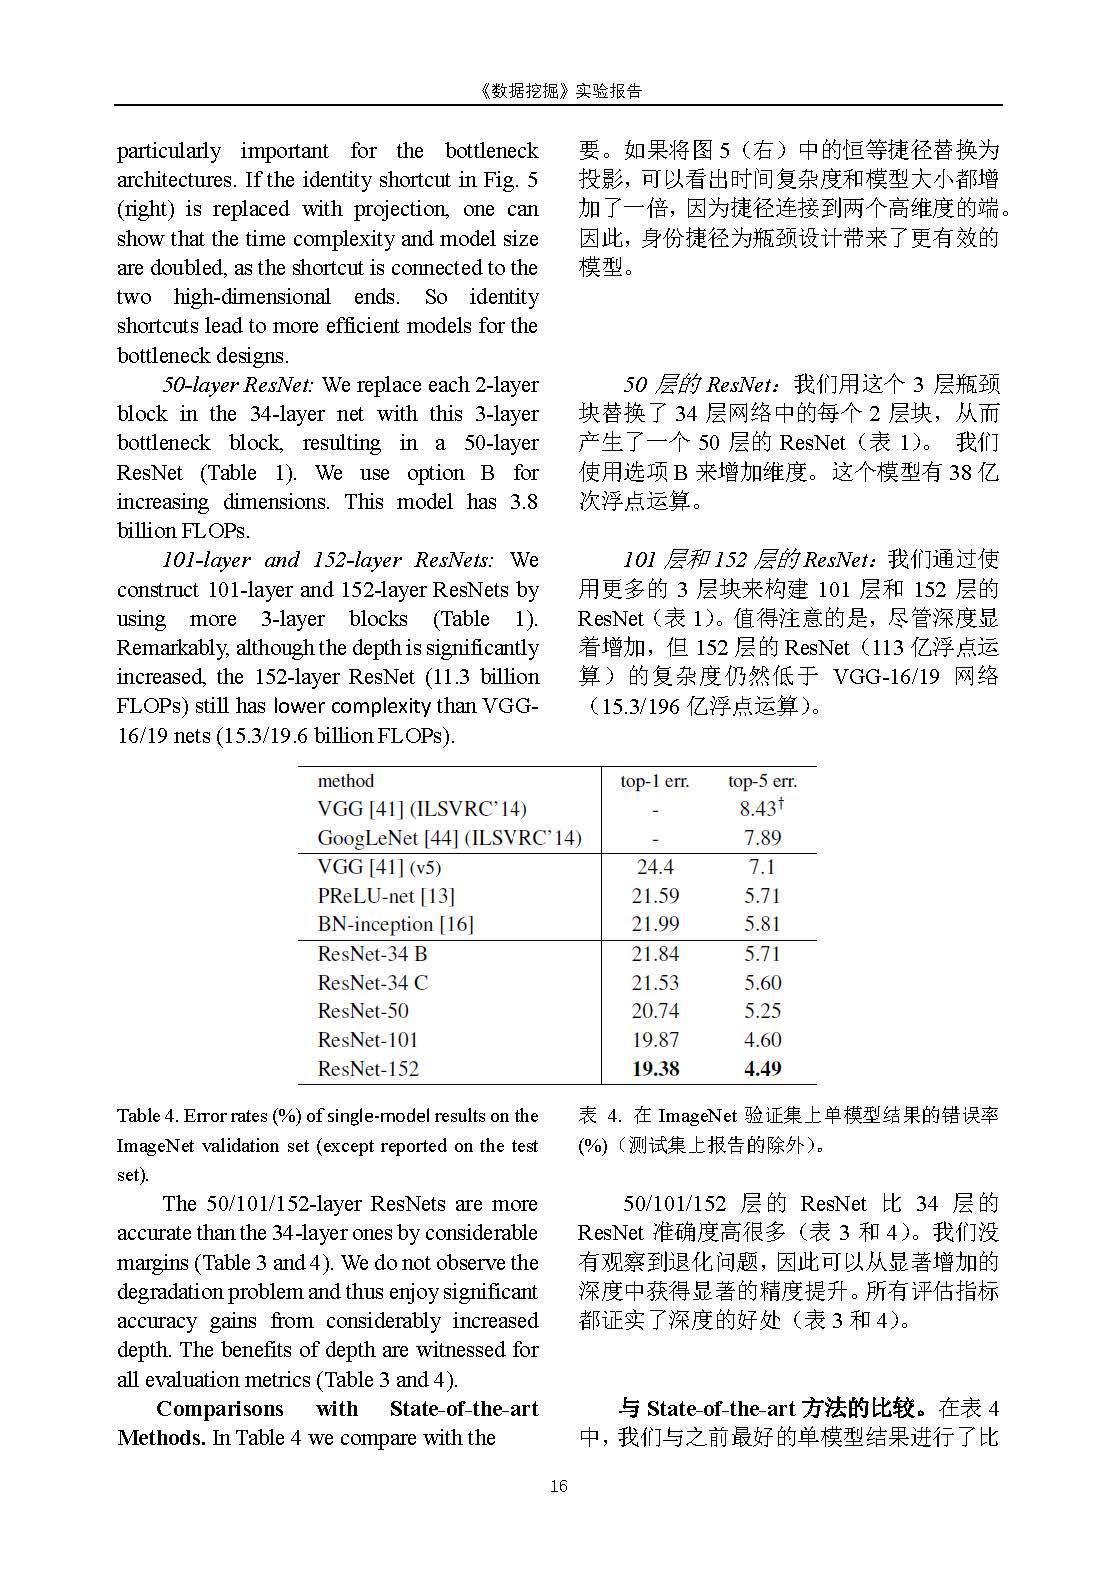 《数据挖掘》实验报告
particularly important for the bottleneck
architectures. If the identity shortcut in Fig. 5
(right) is replaced with projection, one can
show that the time complexity and model size
are doubled, as the shortcut is connected to the
two high-dimensional ends. So identity
shortcuts lead to more efficient models for the
bottleneck designs.
50-layer ResNet: We replace each 2-layer
block in the 34-layer net with this 3-layer
bottleneck block, resulting in a 50-layer
ResNet (Table 1). We use option B for
increasing dimensions. This model has 3.8
billion FLOPs.
101-layer and 152-layer ResNets: We
construct 101-layer and 152-layer ResNets by
using more 3-layer blocks (Table 1).
Remarkably, although the depth is significantly
increased, the 152-layer ResNet (11.3 billion
FLOPs) still has lower complexity than VGG-
16/19 nets (15.3/19.6 billion FLOPs).
要。如果将图 5（右）中的恒等捷径替换为
投影，可以看出时间复杂度和模型大小都增
加了一倍，因为捷径连接到两个高维度的端。
因此，身份捷径为瓶颈设计带来了更有效的
模型。
50 层的 ResNet：我们用这个 3 层瓶颈
块替换了 34 层网络中的每个 2 层块，从而
产生了一个 50 层的 ResNet（表 1）。 我们
使用选项 B 来增加维度。 这个模型有 38 亿
次浮点运算。
101 层和 152 层的 ResNet：我们通过使
用更多的 3 层块来构建 101 层和 152 层的
ResNet（表 1）。值得注意的是，尽管深度显
着增加，但 152 层的 ResNet（113 亿浮点运
算）的复杂度仍然低于 VGG-16/19 网络
（15.3/196 亿浮点运算）。
method top-1 err. top-5 err.
VGG [41] (ILSVRC’14) - 8.43†
GoogLeNet [44] (ILSVRC’14) - 7.89
VGG [41] (v5) 24.4 7.1
PReLU-net [13] 21.59 5.71
BN-inception [16] 21.99 5.81
ResNet-34 B 21.84 5.71
ResNet-34 C 21.53 5.60
ResNet-50 20.74 5.25
ResNet-101 19.87 4.60
ResNet-152 19.38 4.49
Table 4. Error rates (%) of single-model results on the
ImageNet validation set (except reported on the test
set).
表 4. 在 ImageNet 验证集上单模型结果的错误率
(%)（测试集上报告的除外）。
The 50/101/152-layer ResNets are more
accurate than the 34-layer ones by considerable
margins (Table 3 and 4). We do not observe the
degradation problem and thus enjoy significant
accuracy gains from considerably increased
depth. The benefits of depth are witnessed for
all evaluation metrics (Table 3 and 4).
Comparisons with State-of-the-art
Methods. In Table 4 we compare with the
50/101/152 层的 ResNet 比 34 层的
ResNet 准确度高很多（表 3 和 4）。我们没
有观察到退化问题，因此可以从显著增加的
深度中获得显著的精度提升。所有评估指标
都证实了深度的好处（表 3 和 4）。
与 State-of-the-art 方法的比较。在表 4
中，我们与之前最好的单模型结果进行了比
16